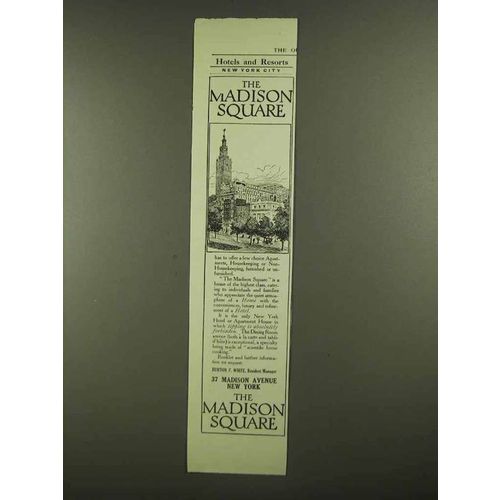 THE OU
Hotels and Resorts
NEW YORK CITY
THE
MADISON
SQUARE
has to offer a few choice Apart-
ments, Housekeeping or Non-
Housekeeping, furnished or un-
furnished.
"The Madison Square" is a
house of the highest class, cater-
ing to individuals and families
who appreciate the quiet atmos-
phere of a Home with the
conveniences, luxury and refine-
ment of a Hotel.
It is the only New York
Hotel or Apartment House in
which tipping is absolutely
forbidden. The Dining Room
service (both a la carte and table
d'hôte) is exceptional, a specialty
being made of "scientific home
cooking."
Booklet and further informa-
tion on request.
BURTON F. WHITE, Resident Manager
37 MADISON AVENUE
NEW YORK
THE
MADISON
SQUARE